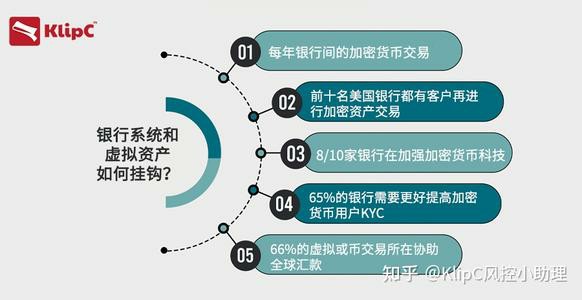 KlipC
银行系统和
虚拟资产
如何挂钩？
01
每年银行间的加密货币交易
02
前十名美国银行都有客户再进
行加密资产交易
03
8/10家银行在加强加密货币科技
04
65%的银行需要更好提高加密
货币用户KYC
05
66%的虚拟或币交易所在协助
全球汇款
知乎 @KlipC风控小助理